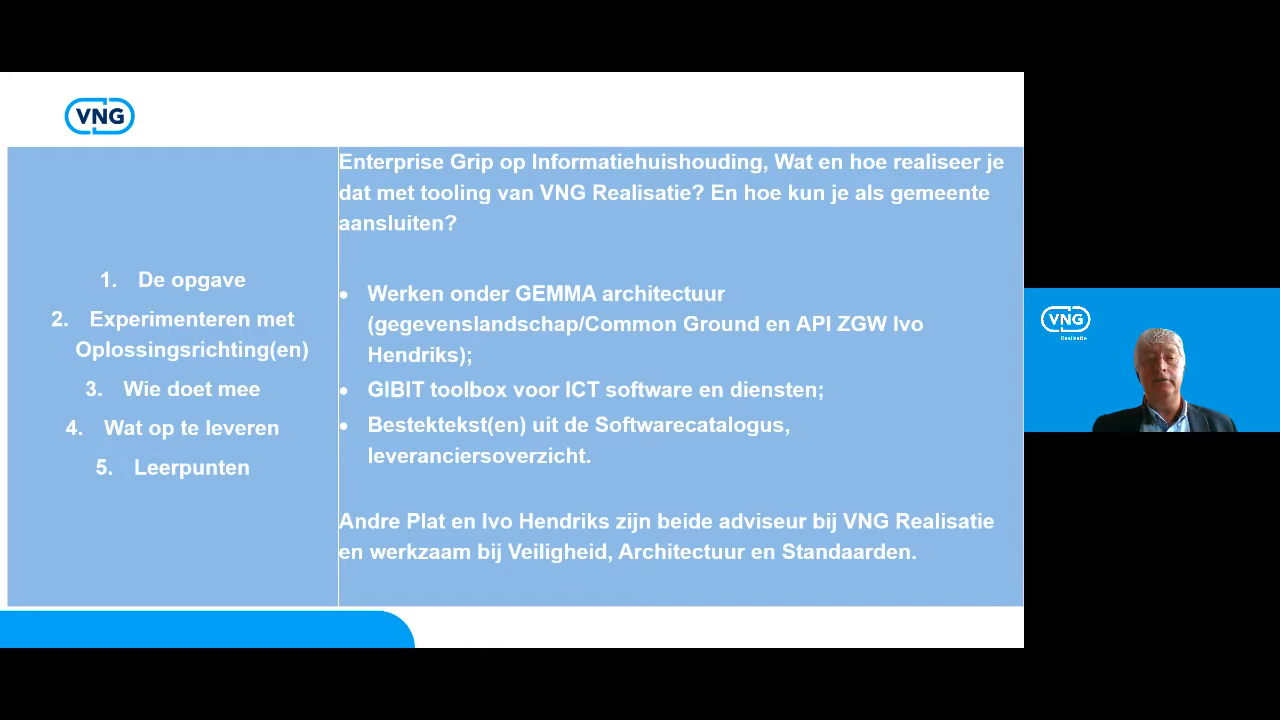 VNG
1. De opgave
2. Experimenteren met
Oplossingsrichting(en)
3. Wie doet mee
4. Wat op te leveren
5. Leerpunten
Enterprise Grip op Informatiehuishouding, Wat en hoe realiseer je
dat met tooling van VNG Realisatie? En hoe kun je als gemeente
aansluiten?
• Werken onder GEMMA architectuur
(gegevenslandschap/Common Ground en API ZGW Ivo
Hendriks);
• GIBIT toolbox voor ICT software en diensten;
• Bestektekst(en) uit de Softwarecatalogus,
leveranciersoverzicht.
Andre Plat en Ivo Hendriks zijn beide adviseur bij VNG Realisatie
en werkzaam bij Veiligheid, Architectuur en Standaarden.
VNG
Realisatie